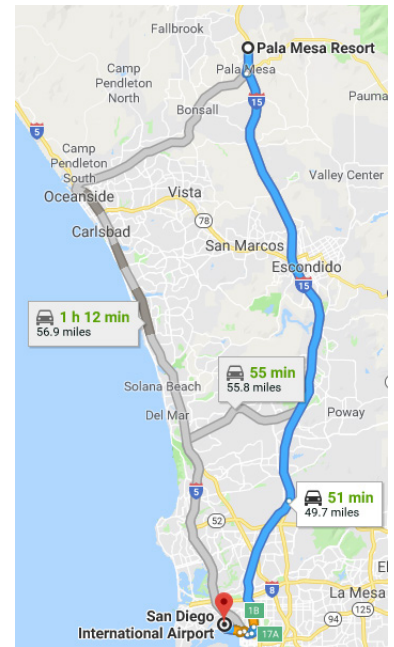 Fallbrook
Pala Mesa Resort
Camp
Pendleton
North
Pala Mesa
15
Pauma
Bonsall
5
Camp
Pendleton
South
Valley Center
Oceanside
Vista
78
Carlsbad
San Marcos
Escondido
15
1 h 12 min
56.9 miles
55 min
55.8 miles
Solana Beach
Del Mar
Poway
5
51 min
49.7 miles
52
8
1B
La Mesa
El
San Diego
International Airport
17A
94
125